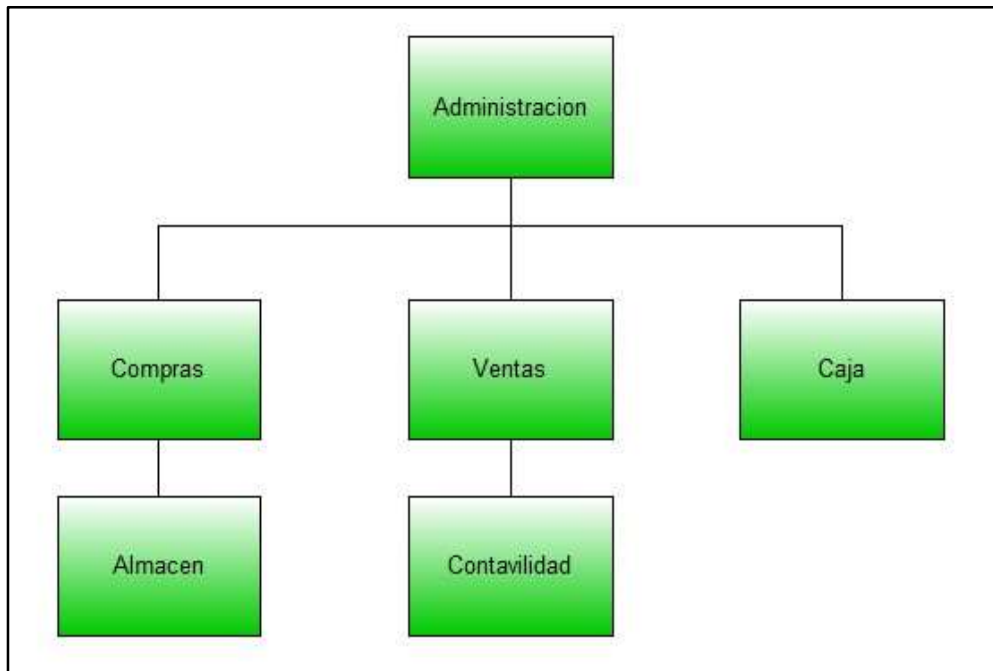 Administracion
Compras
Ventas
Caja
Almacen
Contavilidad